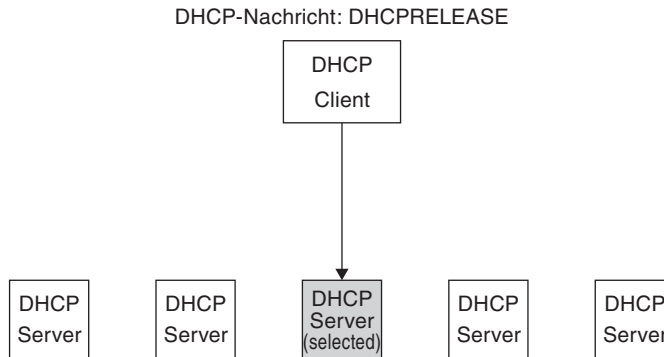 DHCP-Nachricht: DHCPRELEASE
DHCP
Client
DHCP
Server
DHCP
Server
DHCP
Server
(selected)
DHCP
Server
DHCP
Server